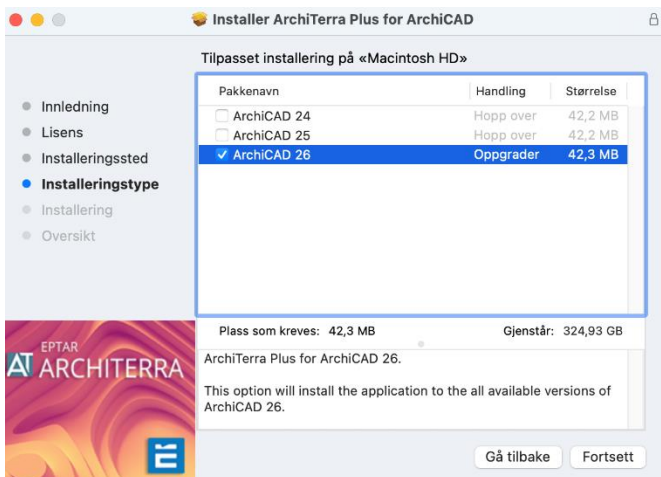 Installer ArchiTerra Plus for ArchiCAD
Tilpasset installering på «Macintosh HD»
Innledning
Lisens
Installeringssted
Installeringstype
Installering
Oversikt
Pakkenavn Handling Størrelse
ArchiCAD 24 Hopp over 42,2 MB
ArchiCAD 25 Hopp over 42,2 MB
ArchiCAD 26 Oppgrader 42,3 MB
Plass som kreves: 42,3 MB Gjenstår: 324,93 GB
ArchiTerra Plus for ArchiCAD 26.
This option will install the application to the all available versions of
ArchiCAD 26.
EPTAR
AT ARCHITERRA
É
Gå tilbake Fortsett